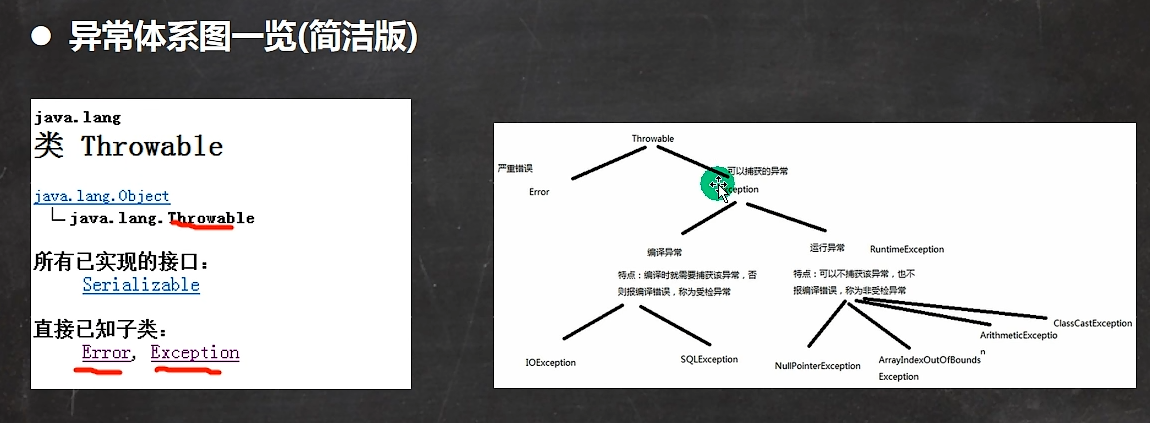 ● 异常体系图一览(简洁版)
java.lang
类 Throwable
java.lang.Object
java.lang.Throwable
所有已实现的接口：
Serializable
直接已知子类：
Error, Exception
Throwable
严重错误
可以捕获的异常
Error
ception
编译异常
运行异常
RuntimeException
特点：编译时就需要捕获该异常，否
则报编译错误，称为受检异常
特点：可以不捕获该异常，也不
报编译错误，称为非受检异常
IOException
SQLException
NullPointerException
ArrayIndexOutOfBounds
Exception
ArithmeticExceptio
n
ClassCastException